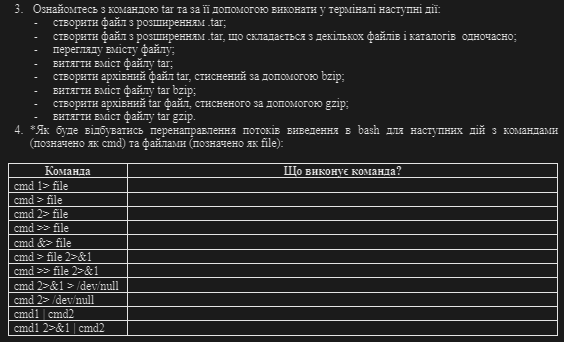 3. Ознайомтесь з командою tar та за її допомогою виконати у терміналі наступні дії:
- створити файл з розширенням .tar;
- створити файл з розширенням .tar, що складається з декількох файлів і каталогів одночасно;
- перегляду вмісту файлу;
- витягти вміст файлу tar;
- створити архівний файл tar, стиснений за допомогою bzip;
- витягти вміст файлу tar bzip;
- створити архівний tar файл, стисненого за допомогою gzip;
- витягти вміст файлу tar gzip.
4. *Як буде відбуватись перенаправлення потоків виведення в bash для наступних дій з командами
(позначено як cmd) та файлами (позначено як file):
Команда Що виконує команда?
cmd 1> file
cmd > file
cmd 2> file
cmd >> file
cmd &> file
cmd > file 2>&1
cmd >> file 2>&1
cmd 2>&1 > /dev/null
cmd 2> /dev/null
cmd1 | cmd2
cmd1 2>&1 | cmd2